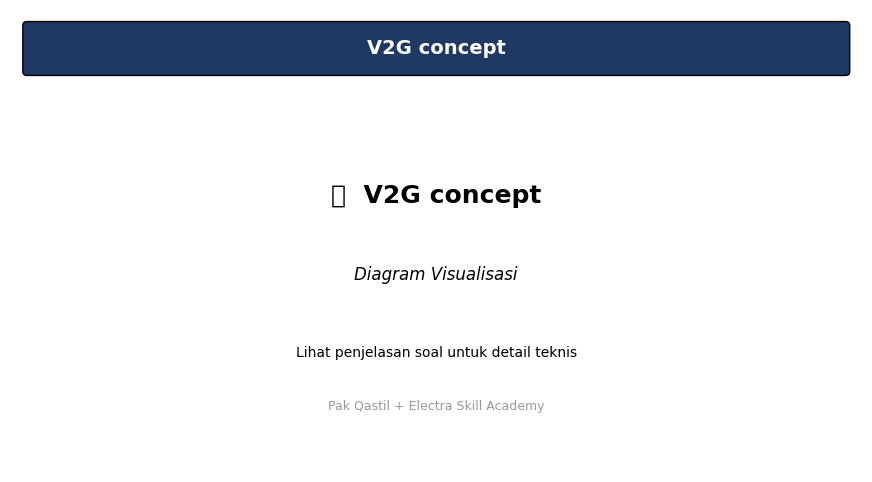 V2G concept
V2G concept
Diagram Visualisasi
Lihat penjelasan soal untuk detail teknis
Pak Qastil + Electra Skill Academy